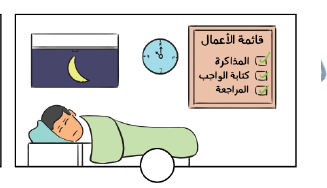 قائمة الأعمال
المذاكرة
كتابة الواجب
المراجعة